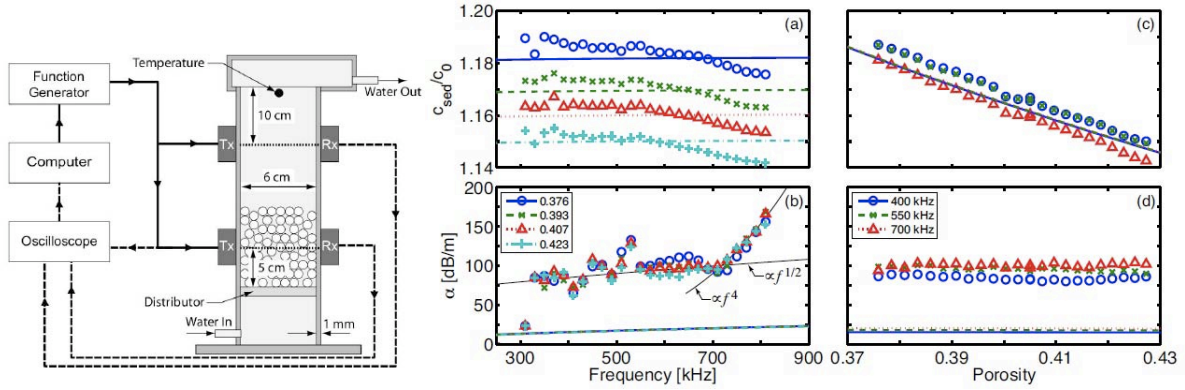 Function
Generator
Computer
Oscilloscope
Temperature
Water Out
10 cm
Tx
Rx
6 cm
Tx
Rx
5 cm
Distributor
Water In
1 mm
(a)
c_sed/c_0
1.20
1.18
1.16
1.14
(b)
α [dB/m]
200
150
125
100
75
50
25
0
0.376
0.393
0.407
0.423
∝f^1/2
∝f^4
300
500
700
900
Frequency [kHz]
(c)
(d)
400 kHz
550 kHz
700 kHz
0.37
0.39
0.41
0.43
Porosity